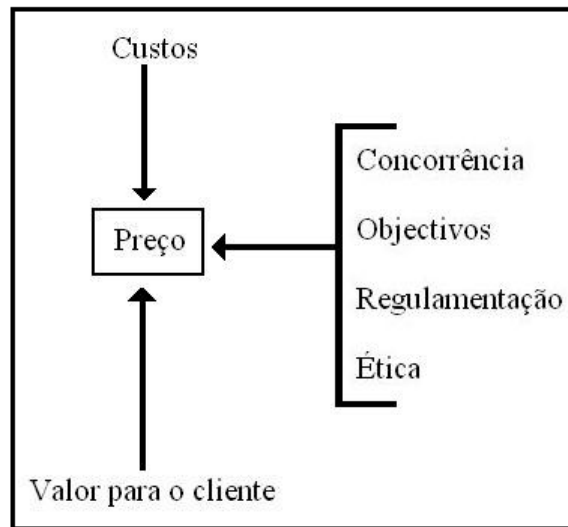 Custos
Concorrência
Preço
Objectivos
Regulamentação
Ética
Valor para o cliente